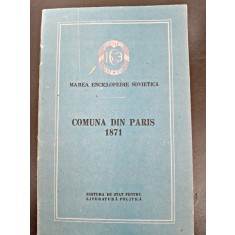 MAREA ENCICLOPEDIE SOVIETICĂ
COMUNA DIN PARIS
1871
EDITURA DE STAT PENTRU
LITERATURĂ POLITICĂ